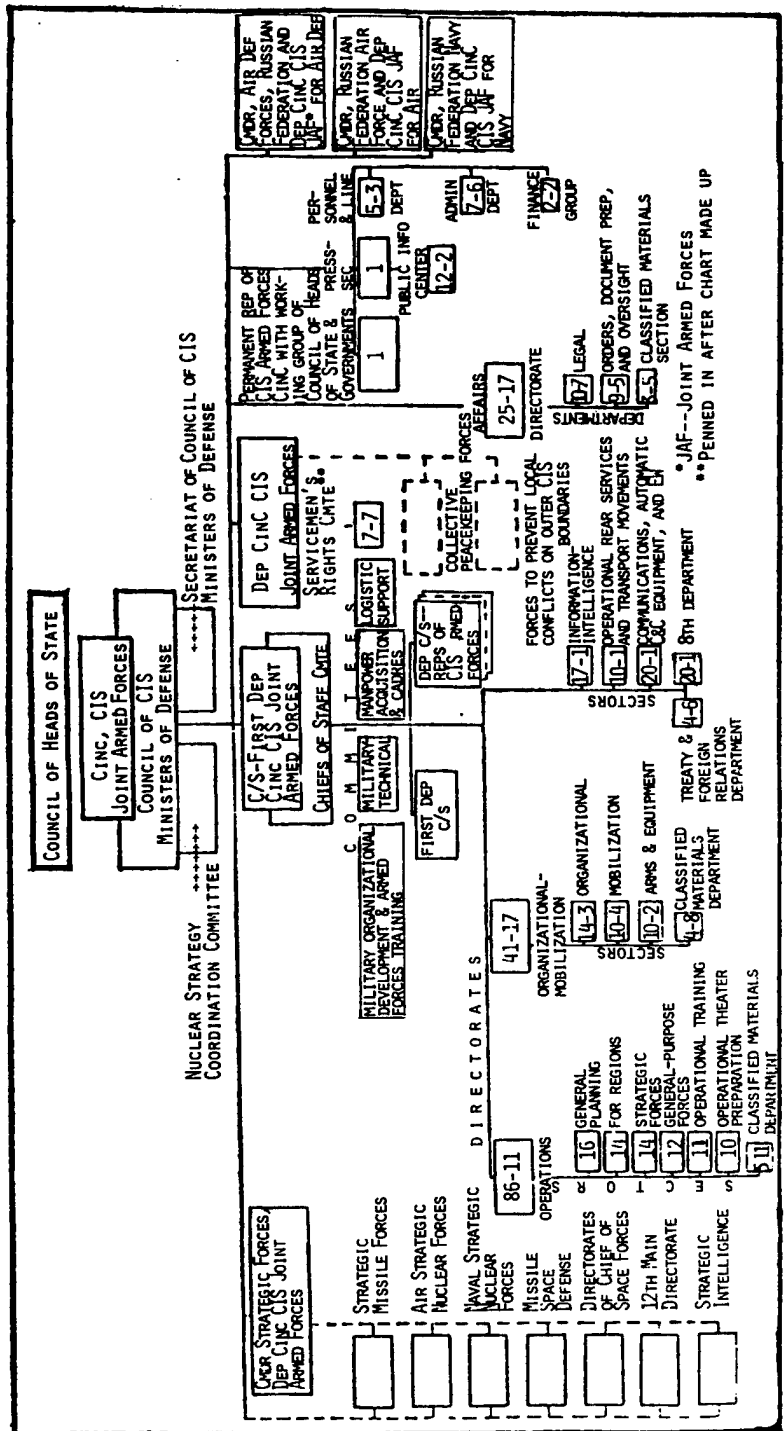 COUNCIL OF HEADS OF STATE
CINC, CIS
JOINT ARMED FORCES
COUNCIL OF CIS
MINISTERS OF DEFENSE
NUCLEAR STRATEGY +++++++
COORDINATION COMMITTEE
+++++SECRETARIAT OF COUNCIL OF CIS
MINISTERS OF DEFENSE
CMDR STRATEGIC FORCES,
DEP CINC CIS JOINT
ARMED FORCES
STRATEGIC
MISSILE FORCES
AIR STRATEGIC
NUCLEAR FORCES
NAVAL STRATEGIC
NUCLEAR
FORCES
MISSILE
SPACE
DEFENSE
DIRECTORATES
OF CHIEF OF
SPACE FORCES
12TH MAIN
DIRECTORATE
STRATEGIC
INTELLIGENCE
C/S-FIRST DEP
CINC CIS JOINT
ARMED FORCES
CHIEFS OF STAFF CMTE
COMMITTEES
MILITARY ORGANIZATIONAL
DEVELOPMENT & ARMED
FORCES TRAINING
MILITARY
TECHNICAL
MANPOWER
ACQUISITION
& CADRES
LOGISTIC
SUPPORT
FIRST DEP
C/S
DEP C/S--
REPS OF
CIS ARMED
FORCES
DEP CINC CIS
JOINT ARMED FORCES
SERVICEMEN'S
RIGHTS CMTE**
7-7
COLLECTIVE
PEACEKEEPING FORCES
FORCES TO PREVENT LOCAL
CONFLICTS ON OUTER CIS
BOUNDARIES
PERMANENT REP OF
CIS ARMED FORCES
CINC WITH WORK-
ING GROUP OF
COUNCIL OF HEADS
OF STATE &
GOVERNMENTS
1
PRESS-
SEC
1
PUBLIC INFO
CENTER
12-2
PER-
SONNEL
& LINE
5-3
DEPT
ADMIN
7-6
DEPT
FINANCE
2-2
GROUP
CMDR, AIR DEF
FORCES, RUSSIAN
FEDERATION AND
DEP CINC CIS
JAF* FOR AIR DEF
CMDR, RUSSIAN
FEDERATION AIR
FORCE AND DEP
CINC CIS JAF
FOR AIR
CMDR, RUSSIAN
FEDERATION NAVY
AND DEP CINC
CIS JAF FOR
NAVY
DIRECTORATES
86-11
OPERATIONS
SECTORS
16 GENERAL
PLANNING
14 FOR REGIONS
14 STRATEGIC
FORCES
12 GENERAL-PURPOSE
FORCES
11 OPERATIONAL TRAINING
10 OPERATIONAL THEATER
PREPARATION
5-11 CLASSIFIED MATERIALS
DEPARTMENT
41-17
ORGANIZATIONAL-
MOBILIZATION
SECTORS
14-3 ORGANIZATIONAL
10-4 MOBILIZATION
10-2 ARMS & EQUIPMENT
4-8 CLASSIFIED
MATERIALS
DEPARTMENT
SECTORS
17-1 INFORMATION-
INTELLIGENCE
10-1 OPERATIONAL REAR SERVICES
AND TRANSPORT MOVEMENTS
20-1 COMMUNICATIONS, AUTOMATIC
C&C EQUIPMENT, AND EW
20-1 8TH DEPARTMENT
TREATY & 4-6
FOREIGN
RELATIONS
DEPARTMENT
AFFAIRS
25-17
DIRECTORATE
DEPARTMENTS
LEGAL
9-5 ORDERS, DOCUMENT PREP,
AND OVERSIGHT
CLASSIFIED MATERIALS
SECTION
*JAF--JOINT ARMED FORCES
**PENNED IN AFTER CHART MADE UP